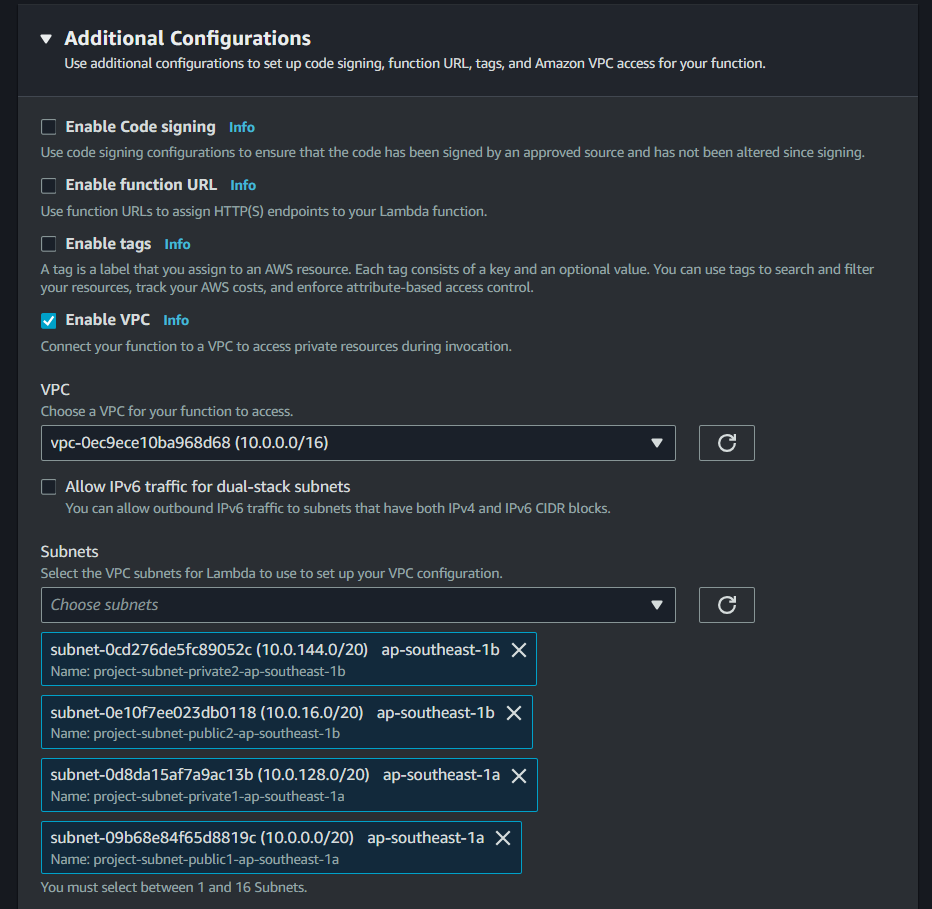 Additional Configurations
Use additional configurations to set up code signing, function URL, tags, and Amazon VPC access for your function.
Enable Code signing Info
Use code signing configurations to ensure that the code has been signed by an approved source and has not been altered since signing.
Enable function URL Info
Use function URLs to assign HTTP(S) endpoints to your Lambda function.
Enable tags Info
A tag is a label that you assign to an AWS resource. Each tag consists of a key and an optional value. You can use tags to search and filter
your resources, track your AWS costs, and enforce attribute-based access control.
Enable VPC Info
Connect your function to a VPC to access private resources during invocation.
VPC
Choose a VPC for your function to access.
vpc-0ec9ece10ba968d68 (10.0.0.0/16)
Allow IPv6 traffic for dual-stack subnets
You can allow outbound IPv6 traffic to subnets that have both IPv4 and IPv6 CIDR blocks.
Subnets
Select the VPC subnets for Lambda to use to set up your VPC configuration.
Choose subnets
subnet-0cd276de5fc89052c (10.0.144.0/20) ap-southeast-1b
Name: project-subnet-private2-ap-southeast-1b
subnet-0e10f7ee023db0118 (10.0.16.0/20) ap-southeast-1b
Name: project-subnet-public2-ap-southeast-1b
subnet-0d8da15af7a9ac13b (10.0.128.0/20) ap-southeast-1a
Name: project-subnet-private1-ap-southeast-1a
subnet-09b68e84f65d8819c (10.0.0.0/20) ap-southeast-1a
Name: project-subnet-public1-ap-southeast-1a
You must select between 1 and 16 Subnets.